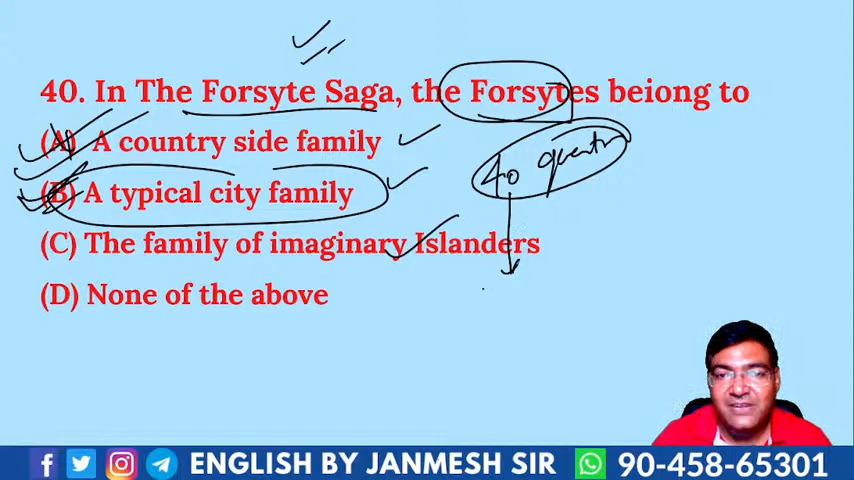 40. In The Forsyte Saga, the Forsytes beiong to
(A) A country side family
(B) A typical city family
40
(C) The family of imaginary Islanders
(D) None of the above
ENGLISH BY JANMESH SIR
90-458-65301